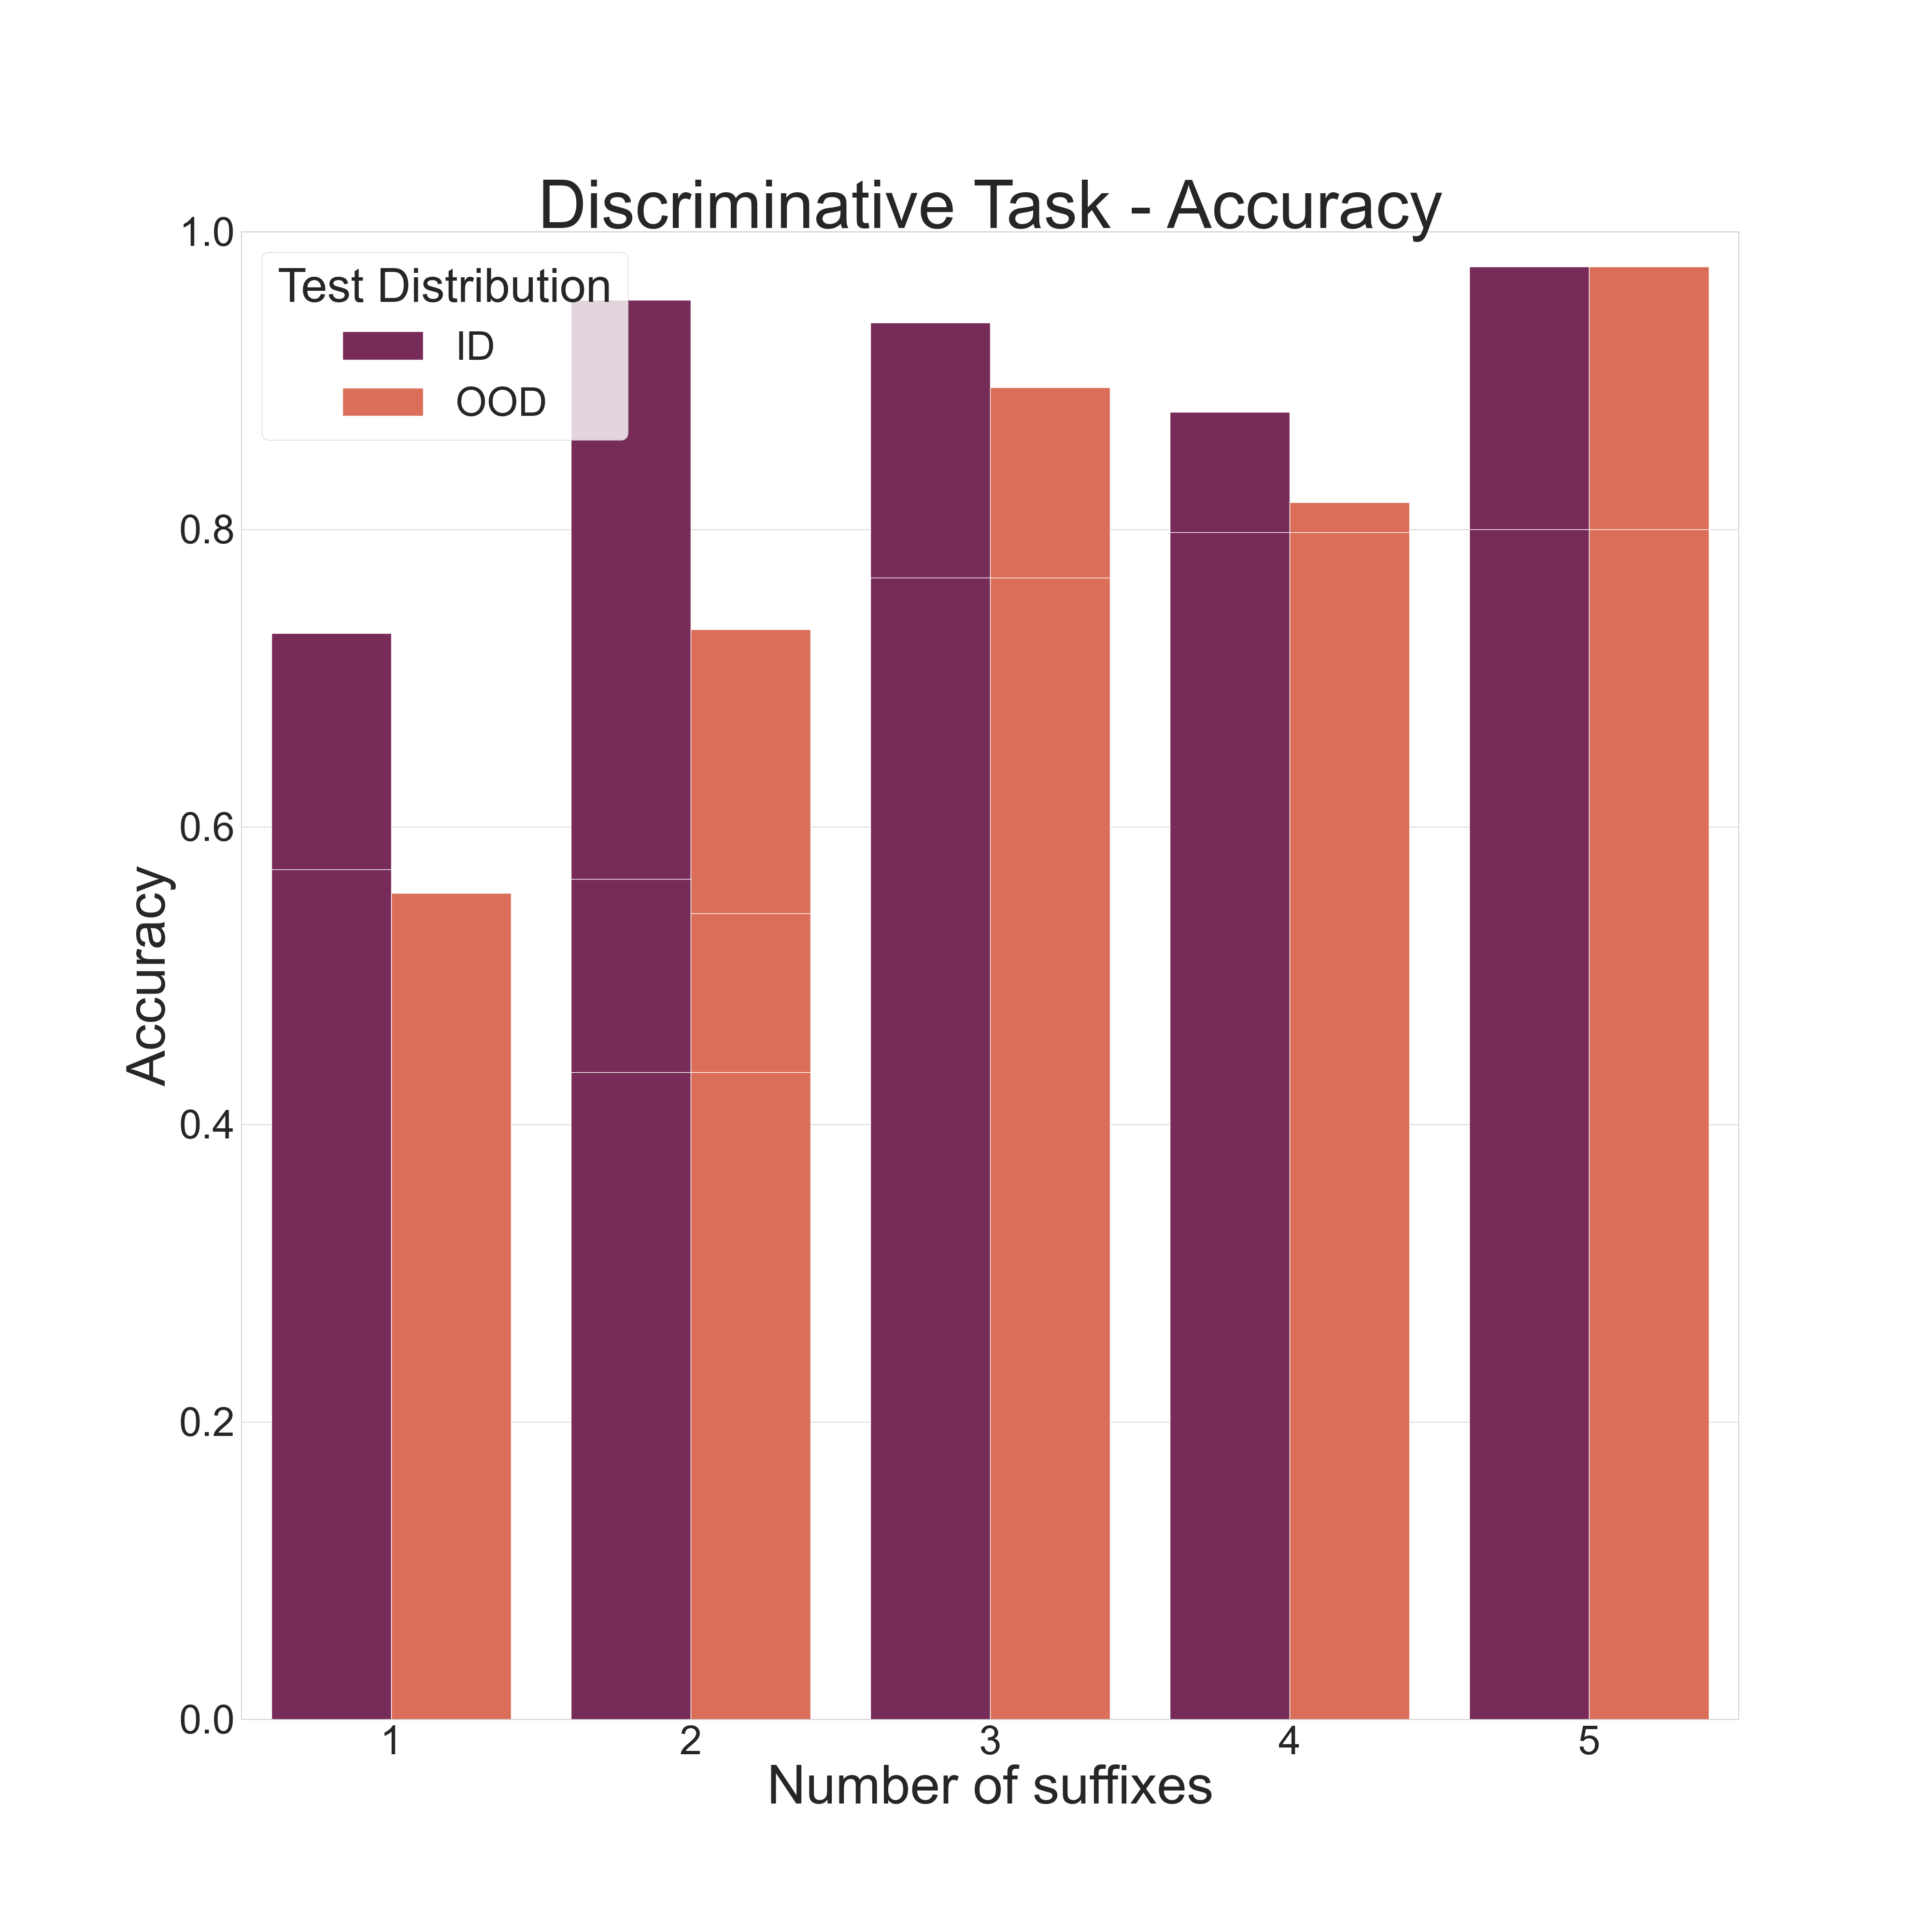 Discriminative Task - Accuracy
Test Distribution
ID
OOD
1.0
0.8
0.6
0.4
0.2
0.0
Accuracy
1 2 3 4 5
Number of suffixes